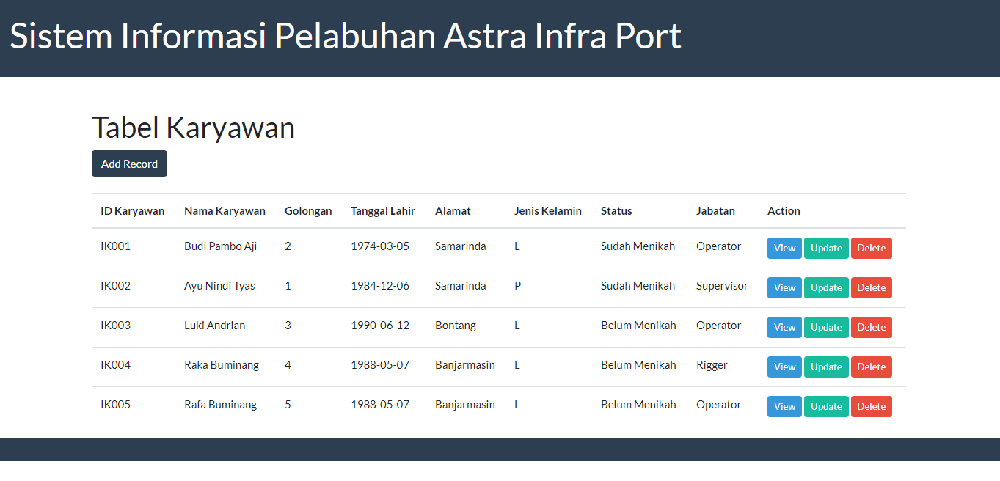 Sistem Informasi Pelabuhan Astra Infra Port
Tabel Karyawan
Add Record
ID Karyawan Nama Karyawan Golongan Tanggal Lahir Alamat Jenis Kelamin Status Jabatan Action
IK001 Budi Pambo Aji 2 1974-03-05 Samarinda L Sudah Menikah Operator View Update Delete
IK002 Ayu Nindi Tyas 1 1984-12-06 Samarinda P Sudah Menikah Supervisor View Update Delete
IK003 Luki Andrian 3 1990-06-12 Bontang L Belum Menikah Operator View Update Delete
IK004 Raka Buminang 4 1988-05-07 Banjarmasin L Belum Menikah Rigger View Update Delete
IK005 Rafa Buminang 5 1988-05-07 Banjarmasin L Belum Menikah Operator View Update Delete